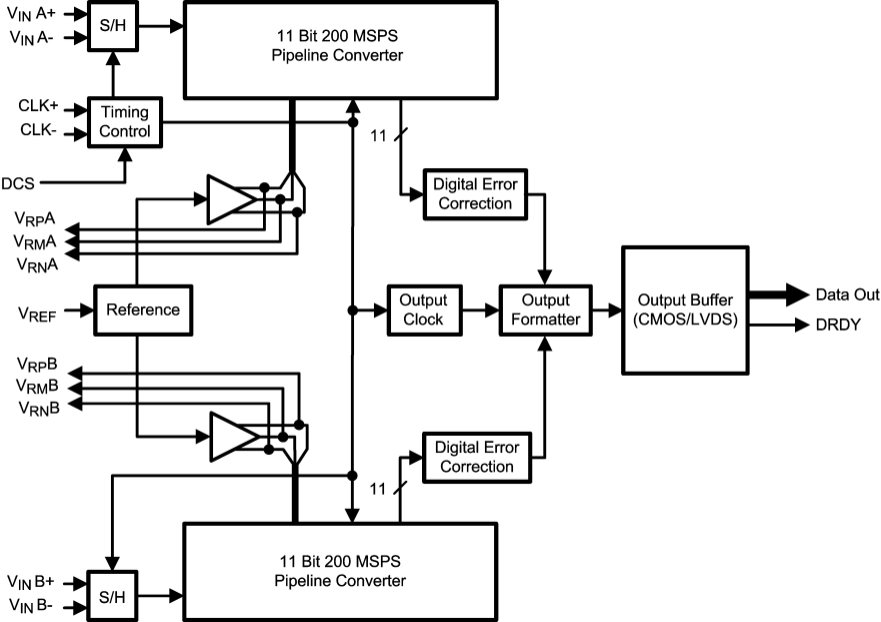 VIN A+
VIN A-
S/H
11 Bit 200 MSPS
Pipeline Converter
CLK+
CLK-
Timing
Control
DCS
11
Digital Error
Correction
VRPA
VRMA
VRNA
VREF
Reference
Output
Clock
Output
Formatter
Output Buffer
(CMOS/LVDS)
Data Out
DRDY
VRPB
VRMB
VRNB
11
Digital Error
Correction
11 Bit 200 MSPS
Pipeline Converter
VIN B+
VIN B-
S/H